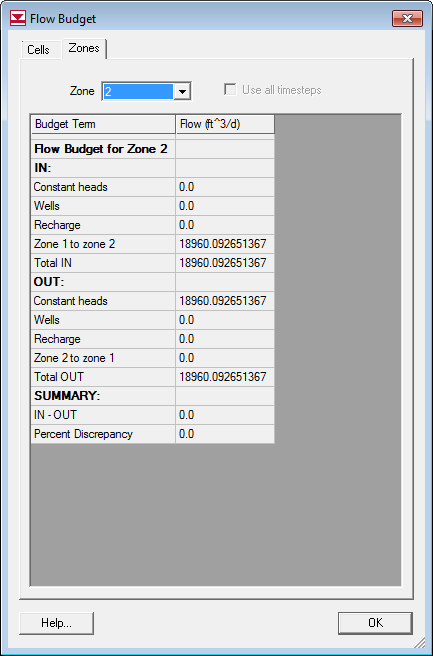 Flow Budget
Cells Zones
Zone 2 Use all timesteps
Budget Term Flow (ft^3/d)
Flow Budget for Zone 2
IN:
Constant heads 0.0
Wells 0.0
Recharge 0.0
Zone 1 to zone 2 18960.092651367
Total IN 18960.092651367
OUT:
Constant heads 18960.092651367
Wells 0.0
Recharge 0.0
Zone 2 to zone 1 0.0
Total OUT 18960.092651367
SUMMARY:
IN - OUT 0.0
Percent Discrepancy 0.0
Help... OK